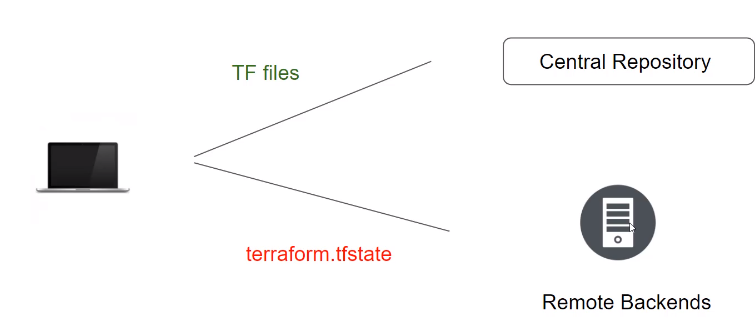 TF files
Central Repository
terraform.tfstate
Remote Backends